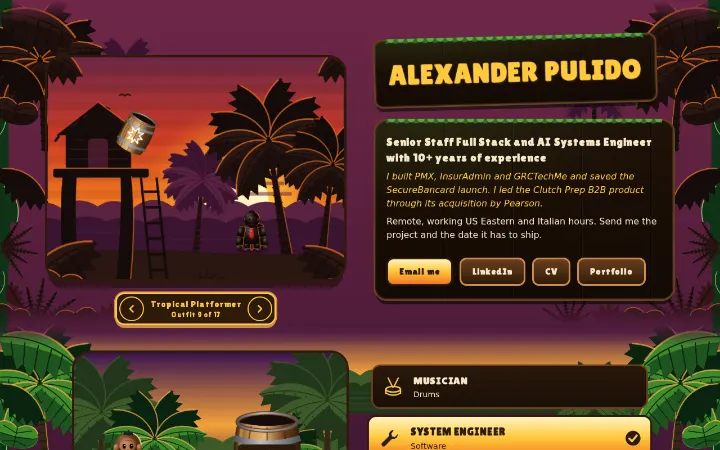 ALEXANDER PULIDO
Senior Staff Full Stack and AI Systems Engineer
with 10+ years of experience
I built PMX, InsurAdmin and GRCTechMe and saved the
SecureBancard launch. I led the Clutch Prep B2B product
through its acquisition by Pearson.
Remote, working US Eastern and Italian hours. Send me the
project and the date it has to ship.
Email me
LinkedIn
CV
Portfolio
Tropical Platformer
Outfit 9 of 17
MUSICIAN
Drums
SYSTEM ENGINEER
Software